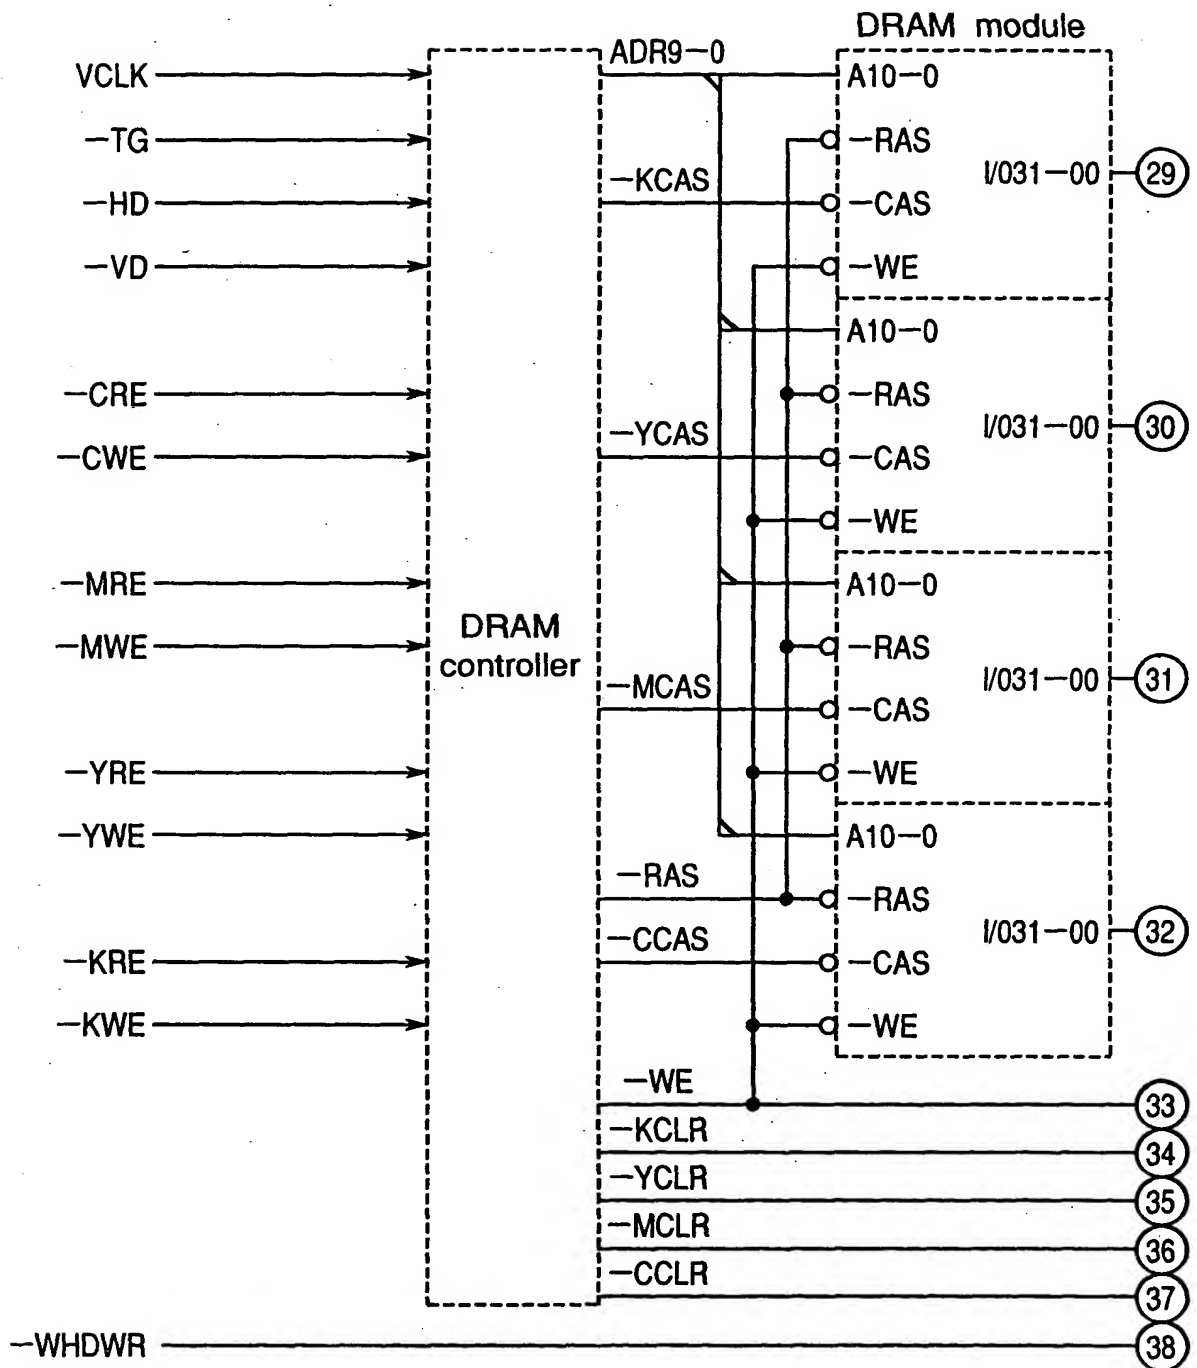 DRAM module
ADR9-0
VCLK
A10-0
-TG
-RAS
I/031-00
29
-KCAS
-HD
-CAS
-VD
-WE
A10-0
-CRE
-RAS
I/031-00
30
-YCAS
-CWE
-CAS
-WE
-MRE
A10-0
DRAM
controller
-MWE
-RAS
I/031-00
31
-MCAS
-CAS
-YRE
-WE
-YWE
A10-0
-RAS
-RAS
I/031-00
32
-CCAS
-KRE
-CAS
-KWE
-WE
-WE
33
-KCLR
34
-YCLR
35
-MCLR
36
-CCLR
37
-WHDWR
38